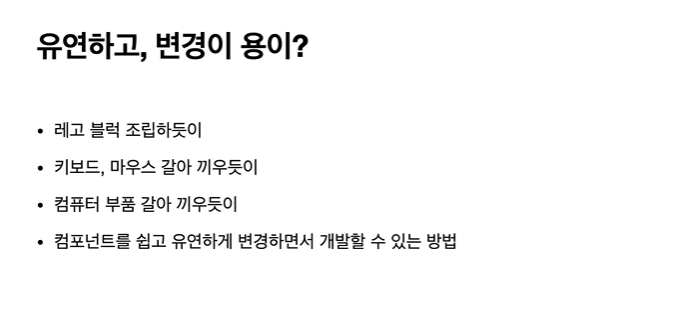 유연하고, 변경이 용이?
• 레고 블럭 조립하듯이
• 키보드, 마우스 갈아 끼우듯이
• 컴퓨터 부품 갈아 끼우듯이
• 컴포넌트를 쉽고 유연하게 변경하면서 개발할 수 있는 방법